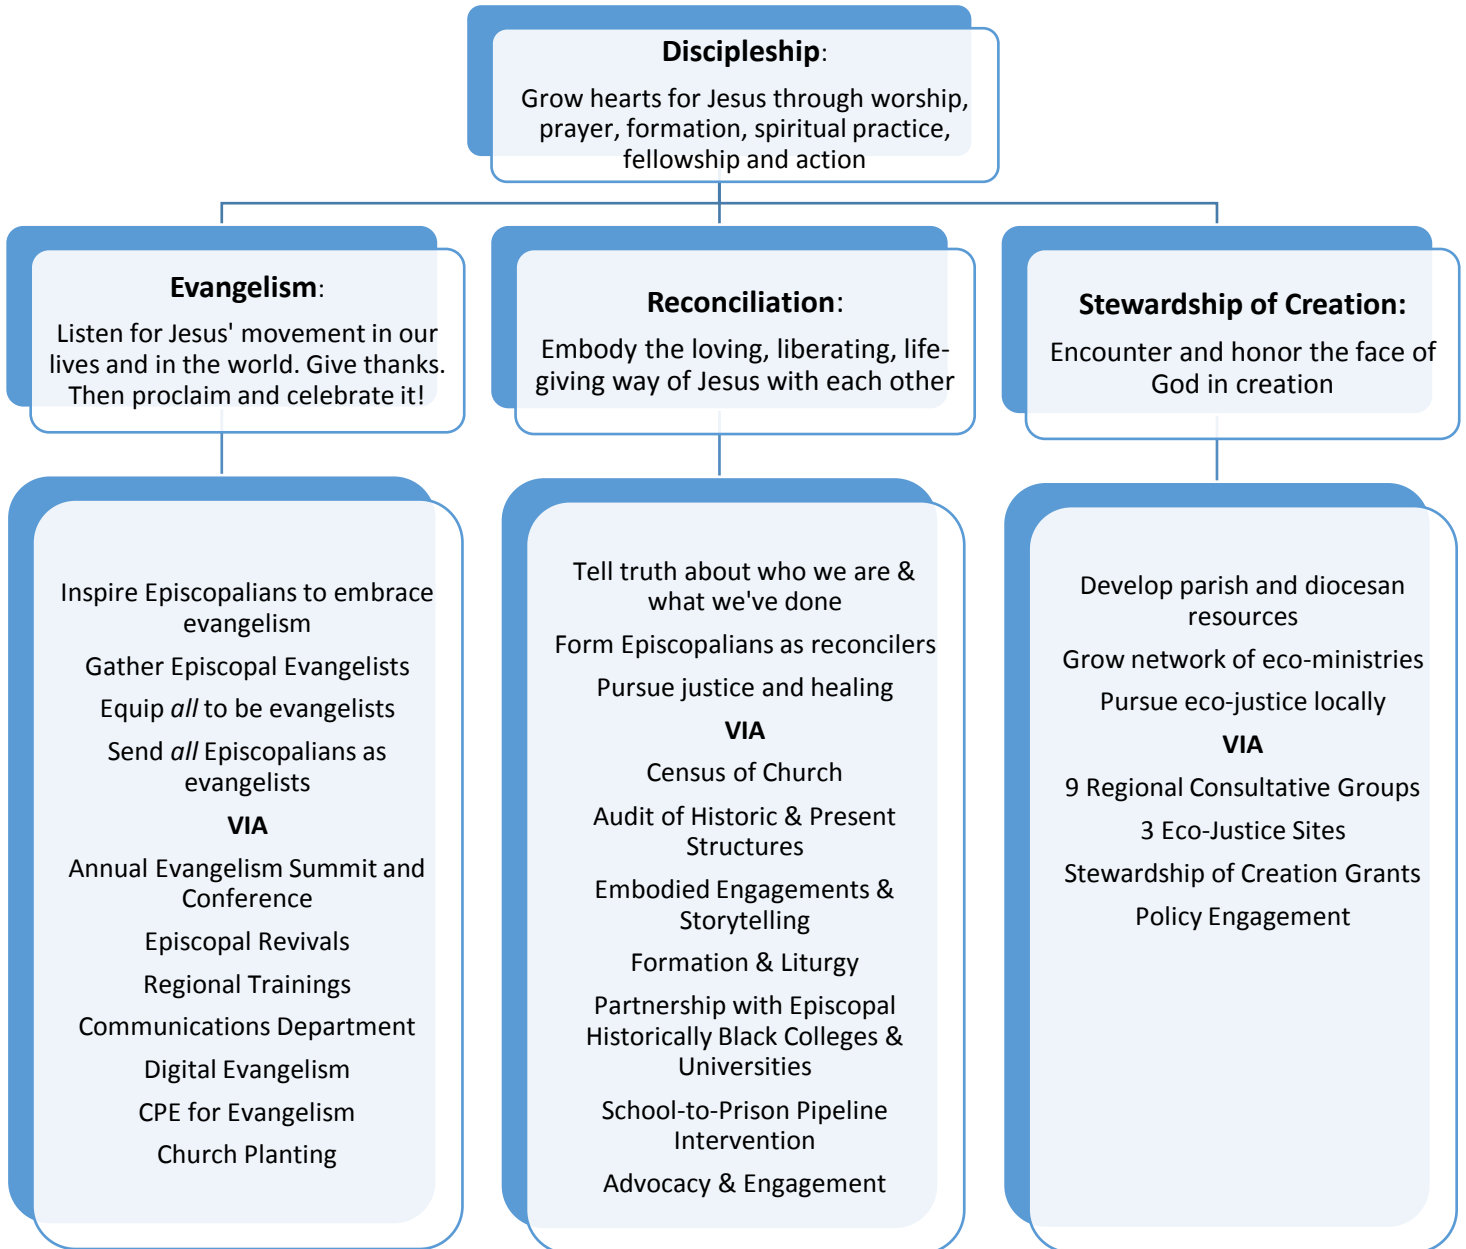 Discipleship:
Grow hearts for Jesus through worship,
prayer, formation, spiritual practice,
fellowship and action
Evangelism:
Listen for Jesus' movement in our
lives and in the world. Give thanks.
Then proclaim and celebrate it!
Reconciliation:
Embody the loving, liberating, life-
giving way of Jesus with each other
Stewardship of Creation:
Encounter and honor the face of
God in creation
Inspire Episcopalians to embrace
evangelism
Gather Episcopal Evangelists
Equip all to be evangelists
Send all Episcopalians as
evangelists
VIA
Annual Evangelism Summit and
Conference
Episcopal Revivals
Regional Trainings
Communications Department
Digital Evangelism
CPE for Evangelism
Church Planting
Tell truth about who we are &
what we've done
Form Episcopalians as reconcilers
Pursue justice and healing
VIA
Census of Church
Audit of Historic & Present
Structures
Embodied Engagements &
Storytelling
Formation & Liturgy
Partnership with Episcopal
Historically Black Colleges &
Universities
School-to-Prison Pipeline
Intervention
Advocacy & Engagement
Develop parish and diocesan
resources
Grow network of eco-ministries
Pursue eco-justice locally
VIA
9 Regional Consultative Groups
3 Eco-Justice Sites
Stewardship of Creation Grants
Policy Engagement